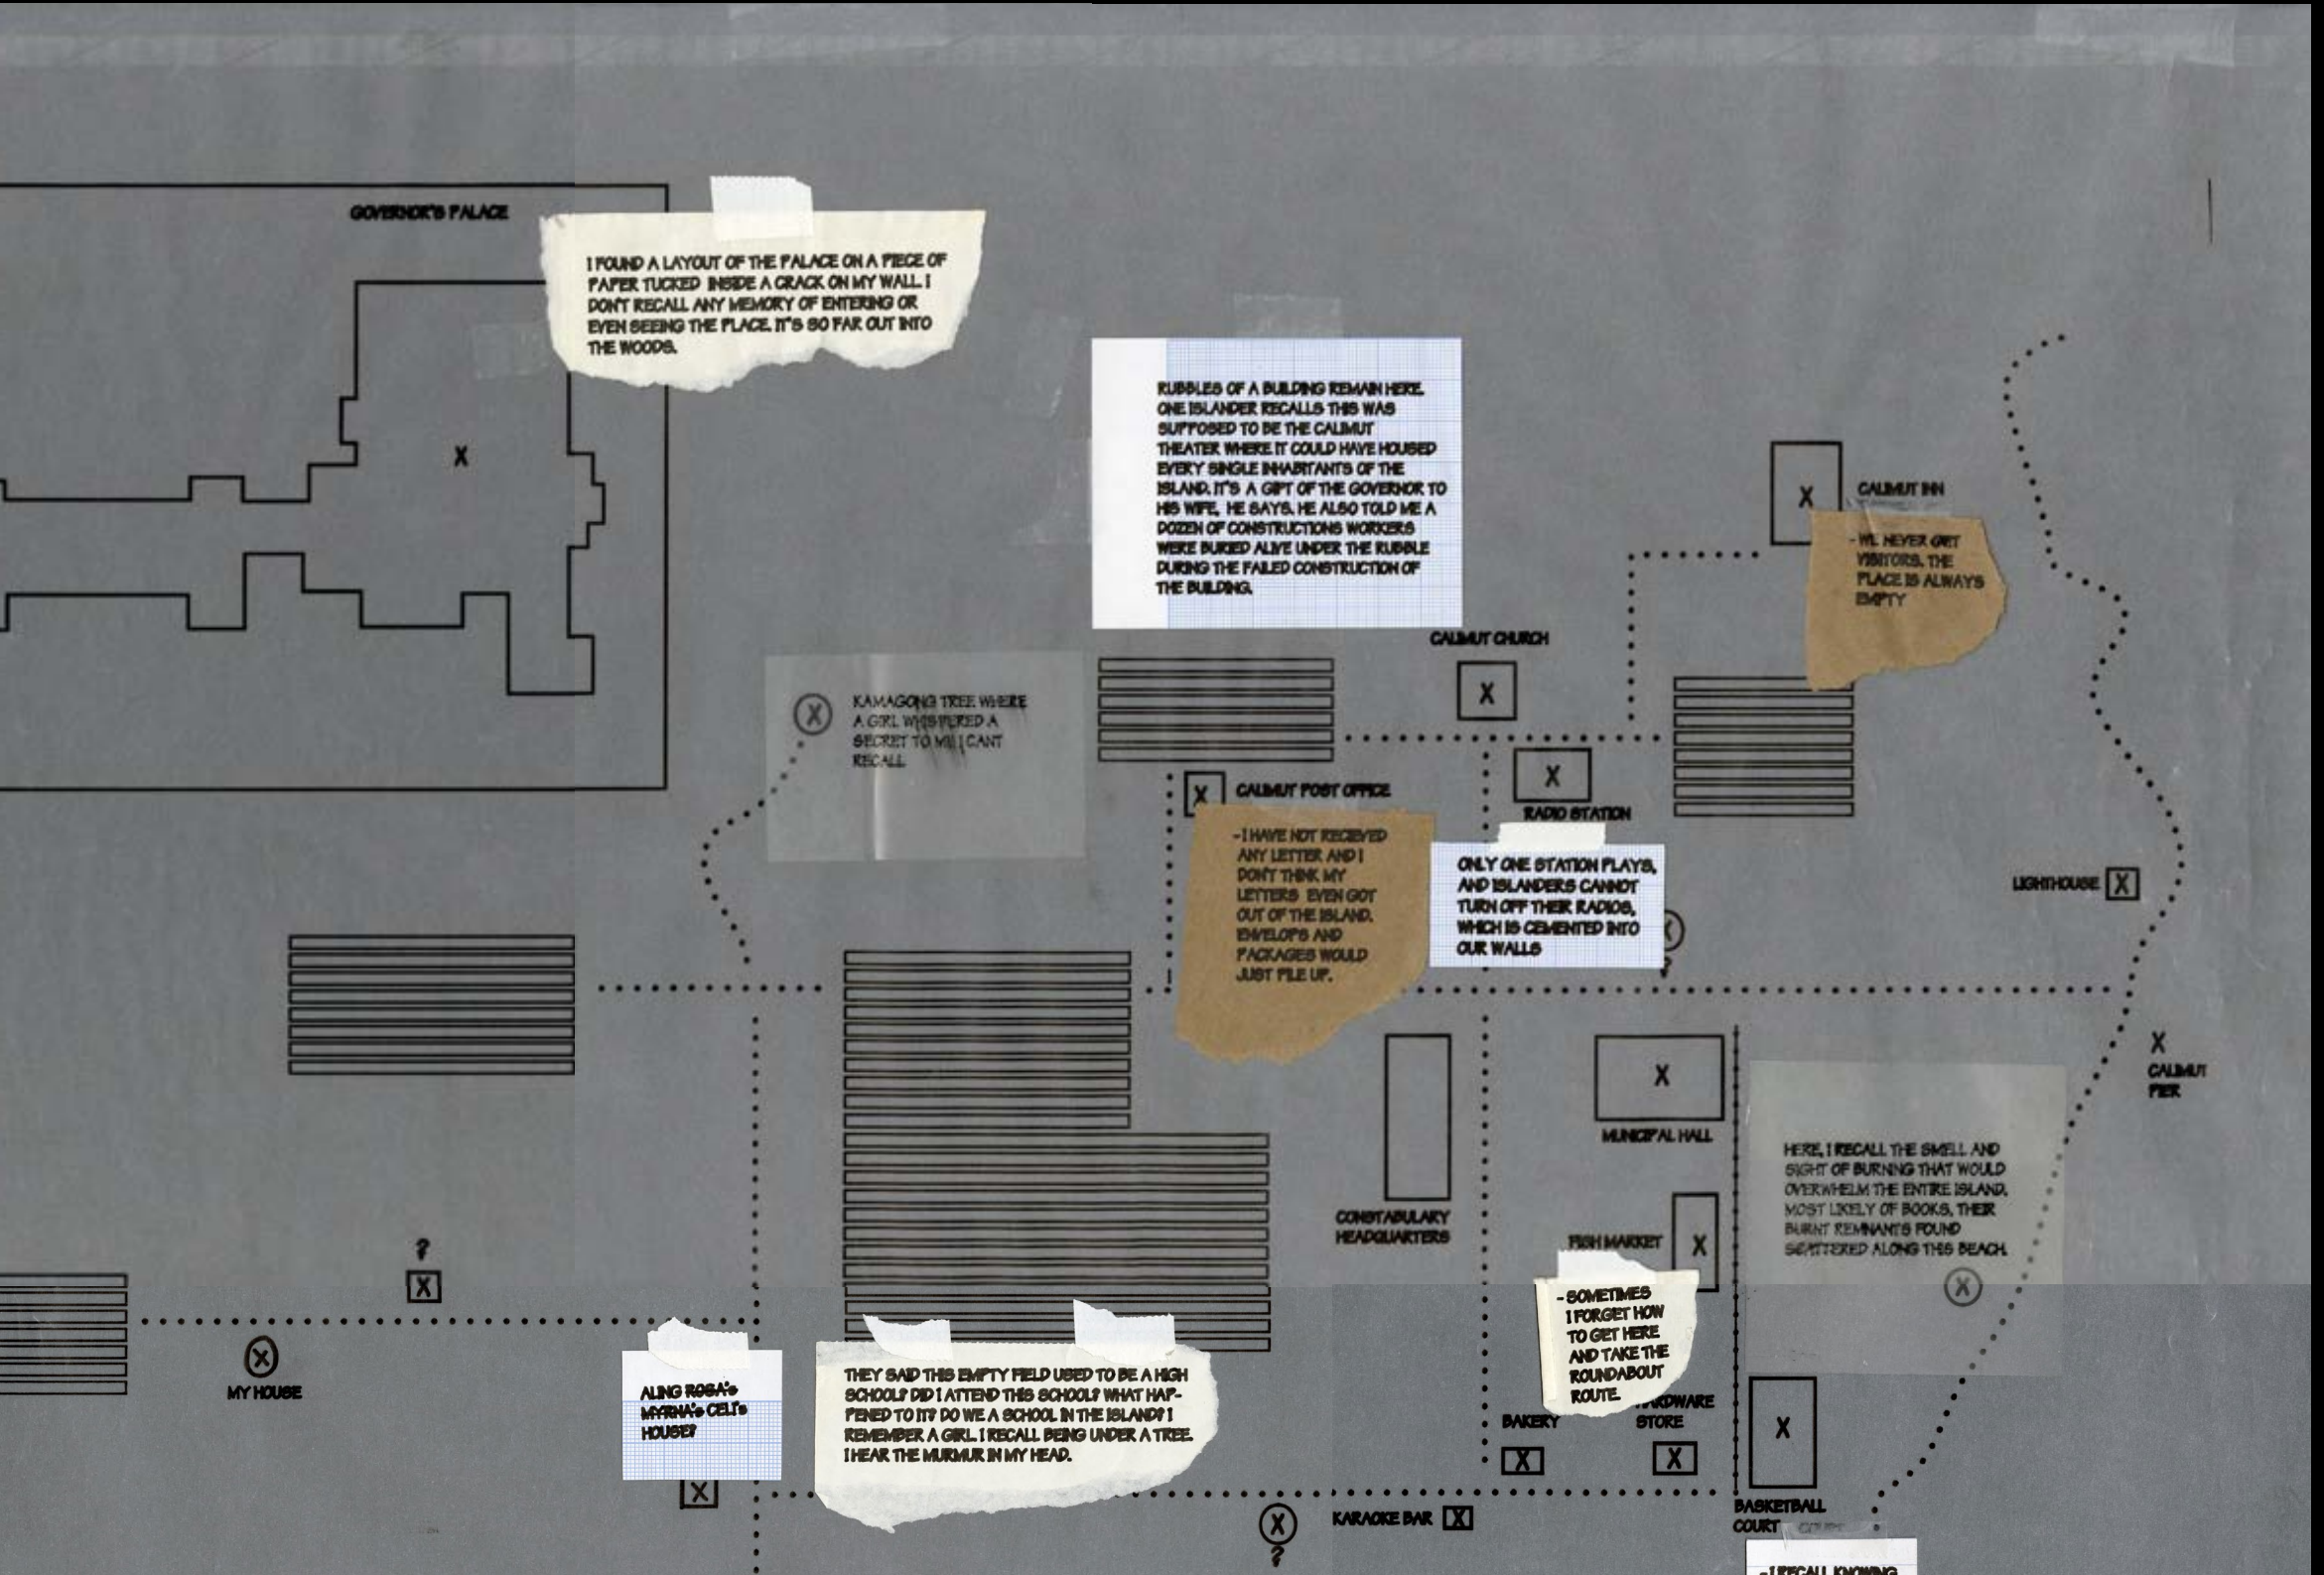 GOVERNOR'S PALACE
I FOUND A LAYOUT OF THE PALACE ON A PIECE OF
PAPER TUCKED INSIDE A CRACK ON MY WALL. I
DON'T RECALL ANY MEMORY OF ENTERING OR
EVEN SEEING THE PLACE. IT'S SO FAR OUT INTO
THE WOODS.
X
RUBBLES OF A BUILDING REMAIN HERE.
ONE ISLANDER RECALLS THIS WAS
SUPPOSED TO BE THE CALIMUT
THEATER WHERE IT COULD HAVE HOUSED
EVERY SINGLE INHABITANTS OF THE
ISLAND. IT'S A GIFT OF THE GOVERNOR TO
HIS WIFE, HE SAYS. HE ALSO TOLD ME A
DOZEN OF CONSTRUCTIONS WORKERS
WERE BURIED ALIVE UNDER THE RUBBLE
DURING THE FAILED CONSTRUCTION OF
THE BUILDING.
X
CALIMUT INN
- WE NEVER GET
VISITORS. THE
PLACE IS ALWAYS
EMPTY
CALIMUT CHURCH
X
X
KAMAGONG TREE WHERE
A GIRL WHISPERED A
SECRET TO ME I CANT
RECALL
X
CALIMUT POST OFFICE
- I HAVE NOT RECIEVED
ANY LETTER AND I
DON'T THINK MY
LETTERS EVEN GOT
OUT OF THE ISLAND.
ENVELOPS AND
PACKAGES WOULD
JUST PILE UP.
X
RADIO STATION
ONLY ONE STATION PLAYS,
AND ISLANDERS CANNOT
TURN OFF THEIR RADIOS,
WHICH IS CEMENTED INTO
OUR WALLS
X
?
LIGHTHOUSE X
X
CALIMUT
PIER
X
MUNICIPAL HALL
CONSTABULARY
HEADQUARTERS
HERE, I RECALL THE SMELL AND
SIGHT OF BURNING THAT WOULD
OVERWHELM THE ENTIRE ISLAND,
MOST LIKELY OF BOOKS, THEIR
BURNT REMNANTS FOUND
SCATTERED ALONG THIS BEACH.
X
FISH MARKET X
- SOMETIMES
I FORGET HOW
TO GET HERE
AND TAKE THE
ROUNDABOUT
ROUTE.
?
X
X
MY HOUSE
ALING ROSA's
MYRNA's CELI's
HOUSE?
X
THEY SAID THIS EMPTY FIELD USED TO BE A HIGH
SCHOOL? DID I ATTEND THIS SCHOOL? WHAT HAP-
PENED TO IT? DO WE A SCHOOL IN THE ISLAND? I
REMEMBER A GIRL. I RECALL BEING UNDER A TREE.
I HEAR THE MURMUR IN MY HEAD.
BAKERY
X
STORE
X
X
BASKETBALL
COURT
X
?
KARAOKE BAR X
- I RECALL KNOWING